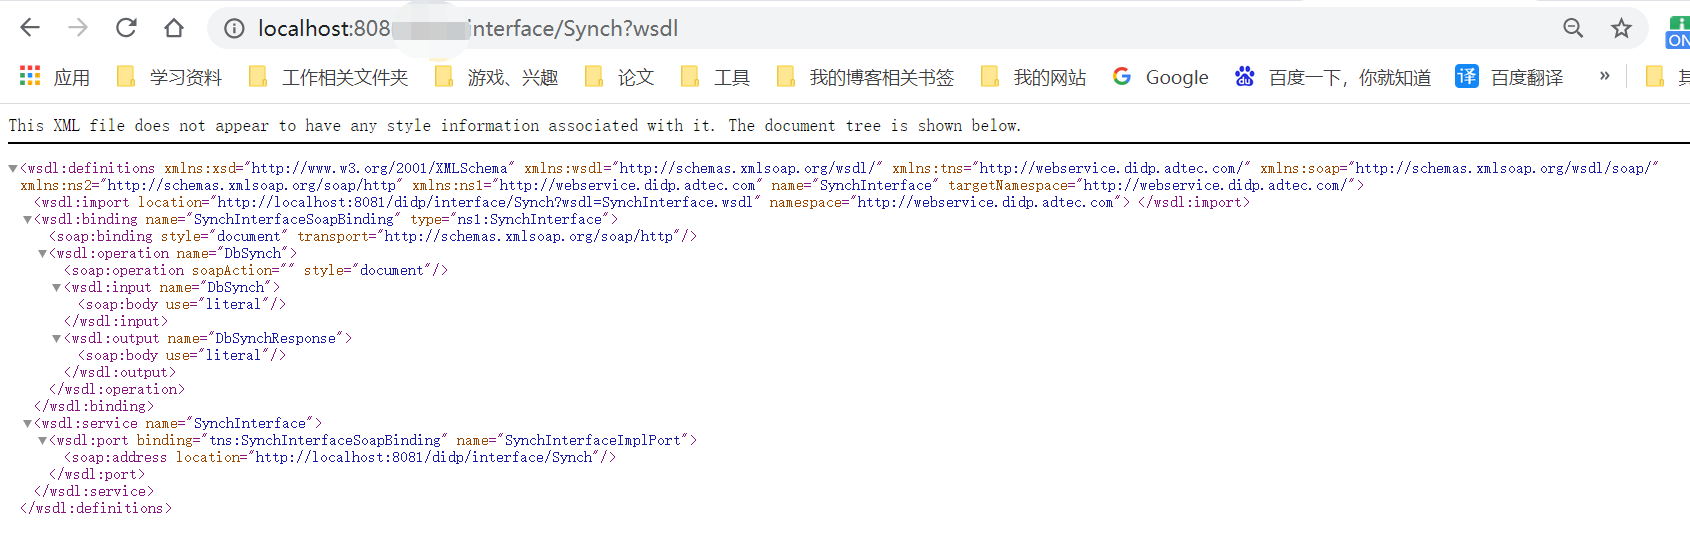 localhost:808 interface/Synch?wsdl
ON
应用 学习资料 工作相关文件夹 游戏、兴趣 论文 工具 我的博客相关书签 我的网站 G Google du 百度一下，你就知道 译 百度翻译 »
This XML file does not appear to have any style information associated with it. The document tree is shown below.
▼<wsdl:definitions xmlns:xsd="http://www.w3.org/2001/XMLSchema" xmlns:wsdl="http://schemas.xmlsoap.org/wsdl/" xmlns:tns="http://webservice.didp.adtec.com/" xmlns:soap="http://schemas.xmlsoap.org/wsdl/soap/"
xmlns:ns2="http://schemas.xmlsoap.org/soap/http" xmlns:ns1="http://webservice.didp.adtec.com" name="SynchInterface" targetNamespace="http://webservice.didp.adtec.com/">
<wsdl:import location="http://localhost:8081/didp/interface/Synch?wsdl=SynchInterface.wsdl" namespace="http://webservice.didp.adtec.com"> </wsdl:import>
▼<wsdl:binding name="SynchInterfaceSoapBinding" type="ns1:SynchInterface">
<soap:binding style="document" transport="http://schemas.xmlsoap.org/soap/http"/>
▼<wsdl:operation name="DbSynch">
<soap:operation soapAction="" style="document"/>
▼<wsdl:input name="DbSynch">
<soap:body use="literal"/>
</wsdl:input>
▼<wsdl:output name="DbSynchResponse">
<soap:body use="literal"/>
</wsdl:output>
</wsdl:operation>
</wsdl:binding>
▼<wsdl:service name="SynchInterface">
▼<wsdl:port binding="tns:SynchInterfaceSoapBinding" name="SynchInterfaceImplPort">
<soap:address location="http://localhost:8081/didp/interface/Synch"/>
</wsdl:port>
</wsdl:service>
</wsdl:definitions>